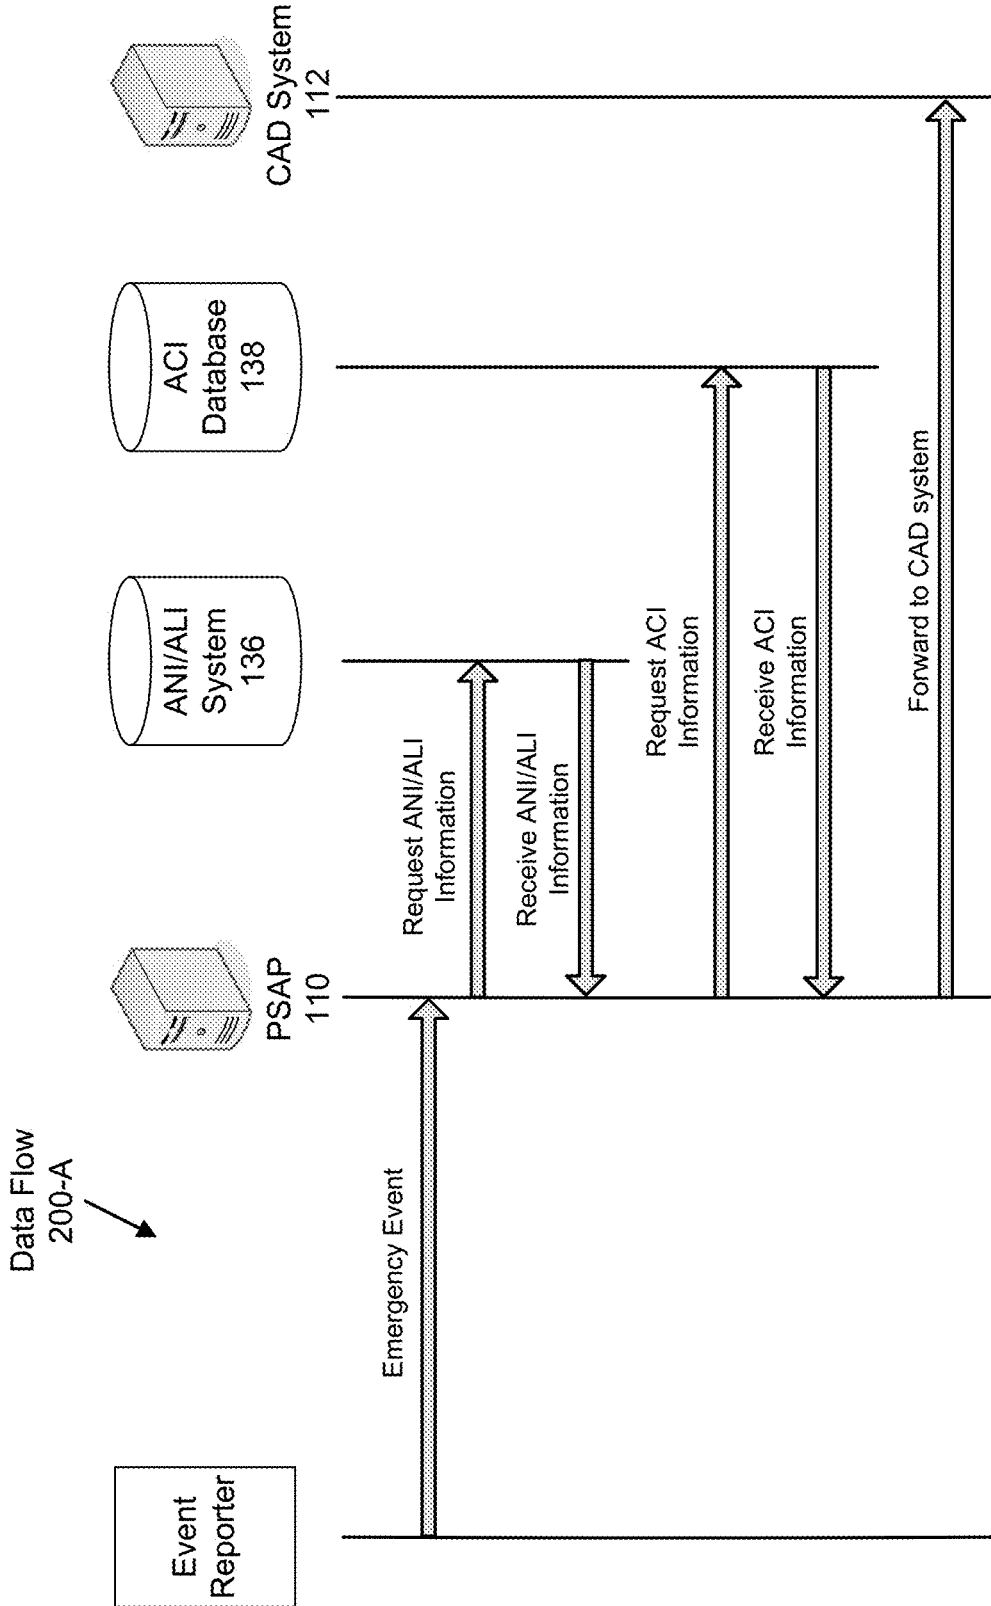 Data Flow
200-A
Event
Reporter
PSAP
110
ANI/ALI
System
136
ACI
Database
138
CAD System
112
Emergency Event
Request ANI/ALI
Information
Receive ANI/ALI
Information
Request ACI
Information
Receive ACI
Information
Forward to CAD system